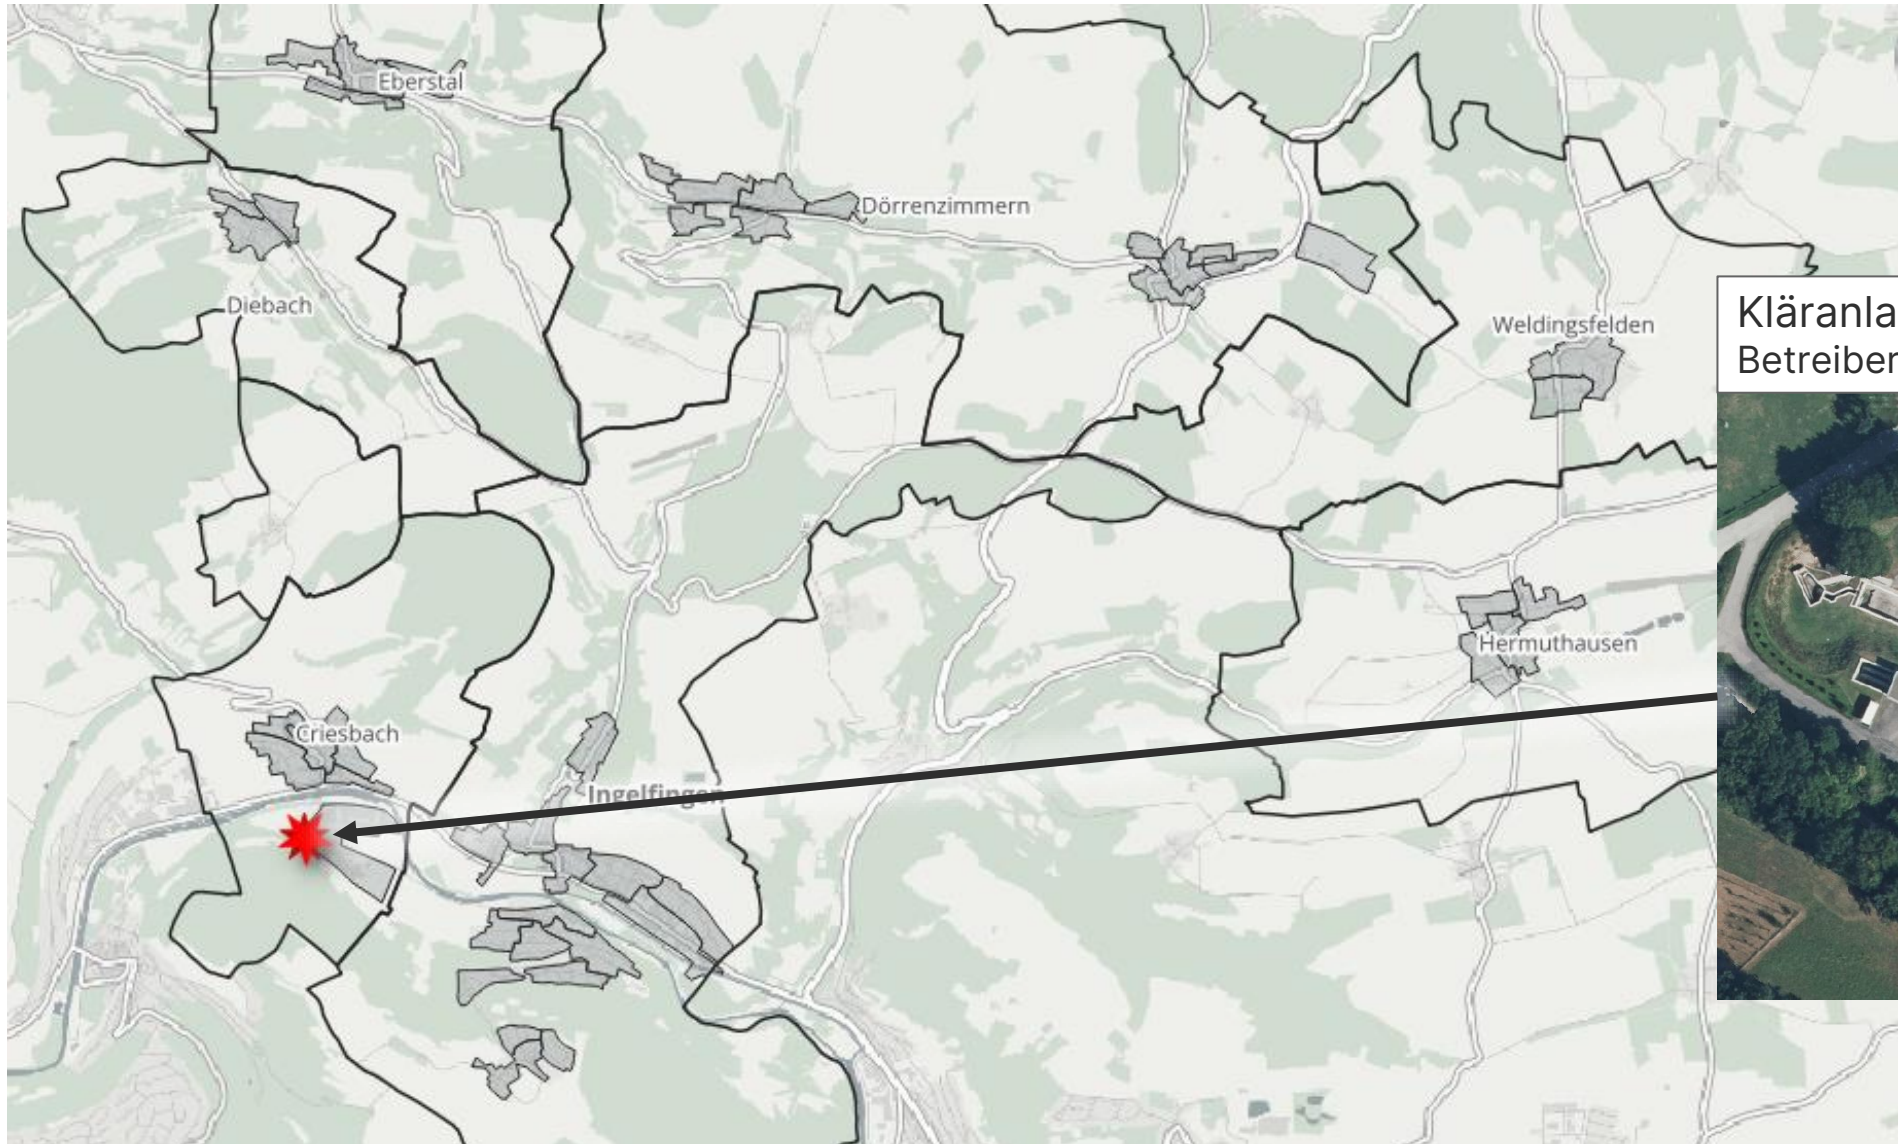 Eberstal
Dörrenzimmern
Diebach
Weldingsfelden
Kläranla
Betreiber
Hermuthausen
Criesbach
Ingelfingen